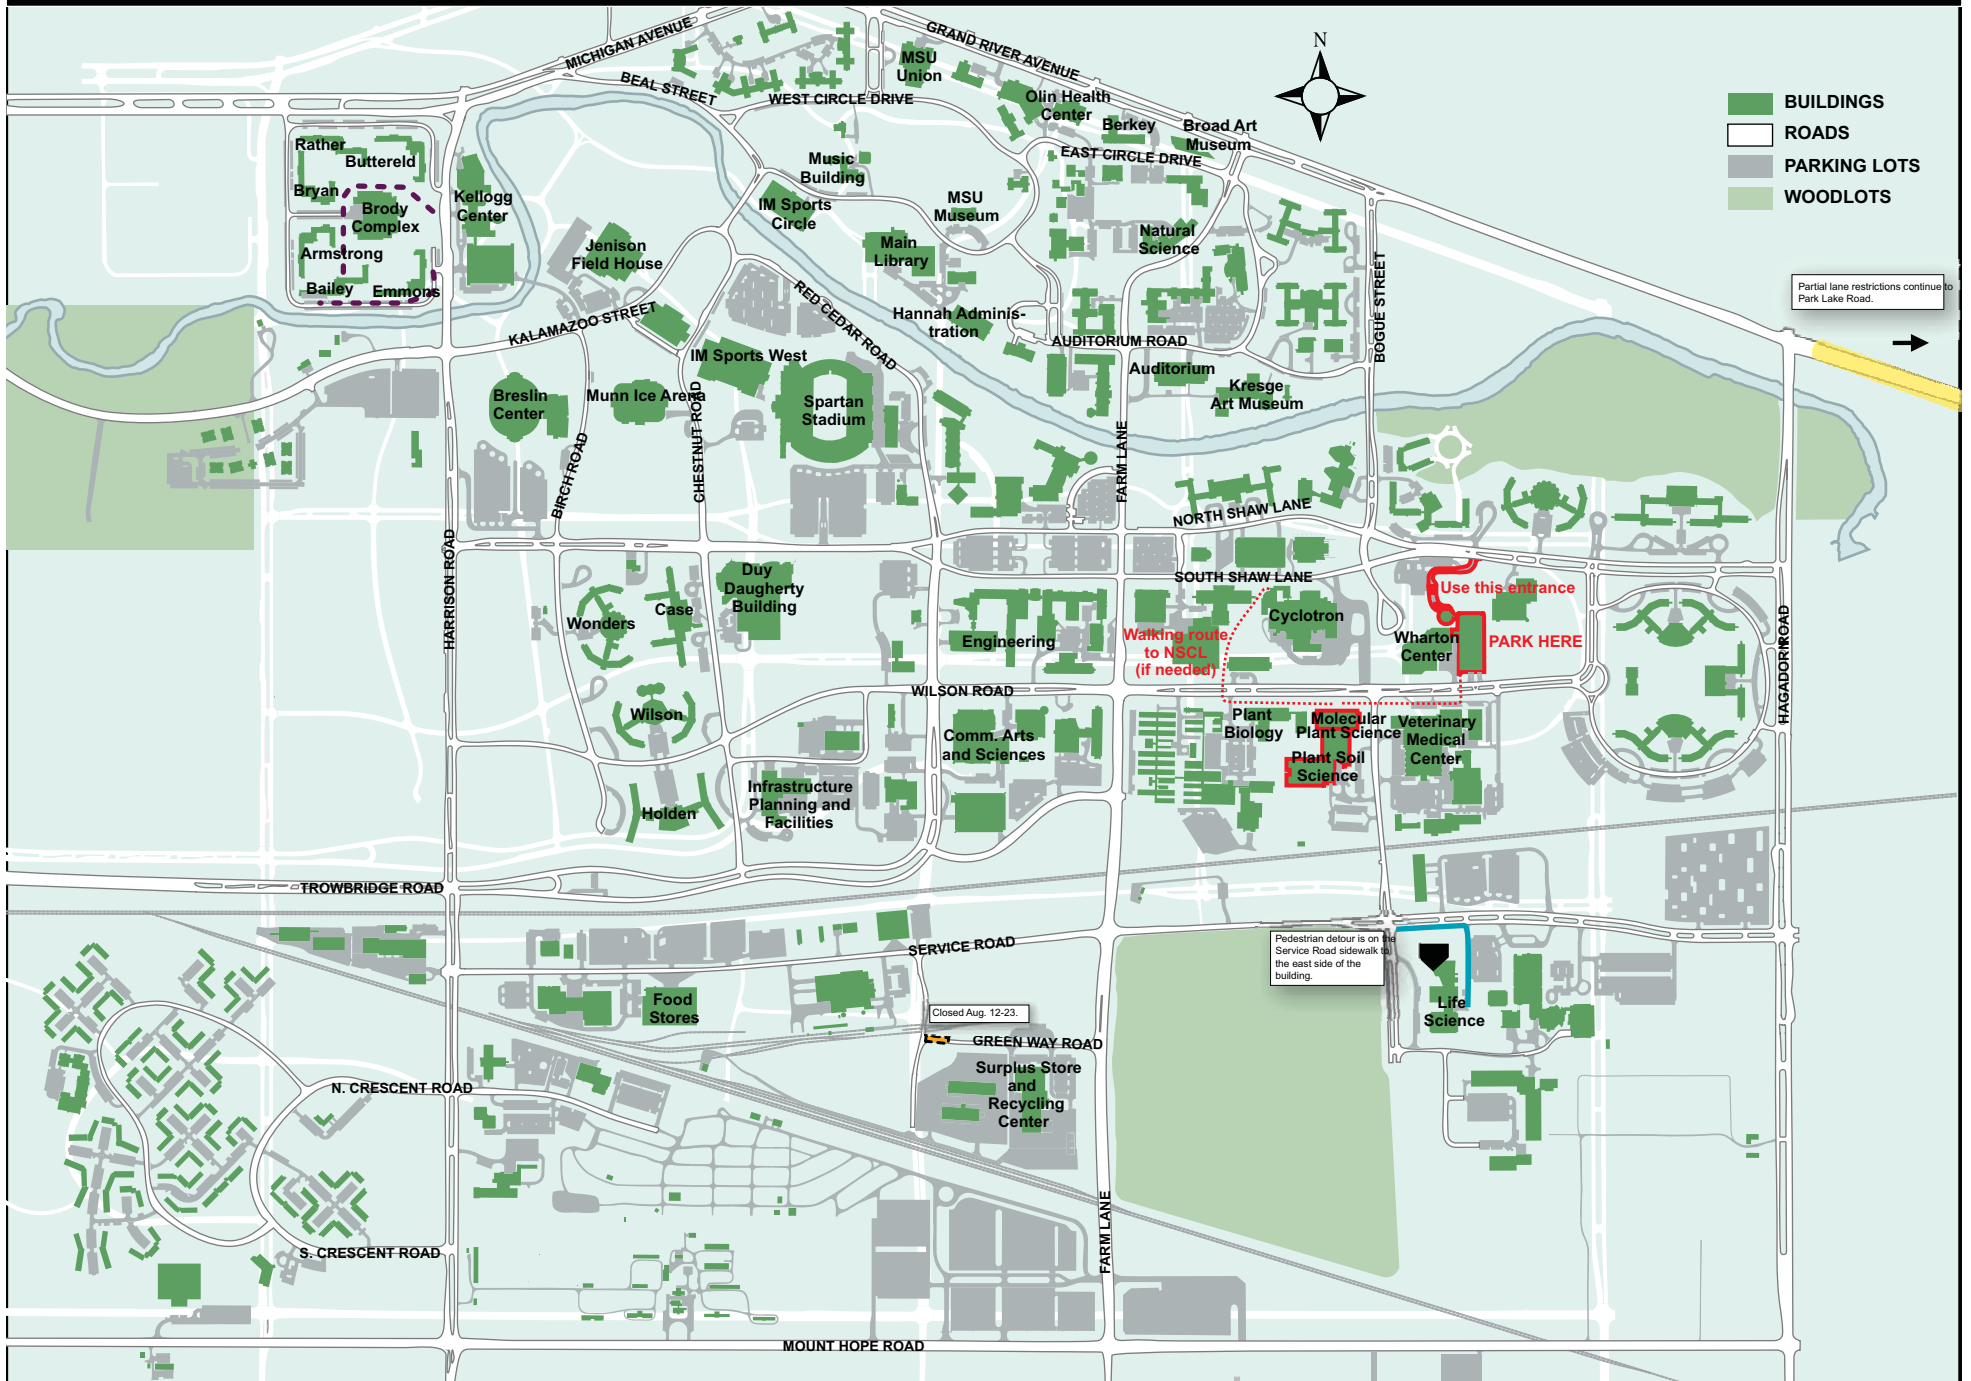 MICHIGAN AVENUE
GRAND RIVER AVENUE
N
MSU
Union
BEAL STREET
WEST CIRCLE DRIVE
Olin Health
Center
Berkey
Broad Art
Museum
EAST CIRCLE DRIVE
BUILDINGS
ROADS
PARKING LOTS
WOODLOTS
Rather
Buttereld
Bryan
Brody
Complex
Armstrong
Bailey
Emmons
Kellogg
Center
Music
Building
IM Sports
Circle
MSU
Museum
Main
Library
Natural
Science
Jenison
Field House
KALAMAZOO STREET
RED CEDAR ROAD
Hannah Adminis-
tration
AUDITORIUM ROAD
BOGUE STREET
Partial lane restrictions continue to
Park Lake Road.
IM Sports West
Auditorium
Kresge
Art Museum
Breslin
Center
Munn Ice Arena
Spartan
Stadium
BIRCH ROAD
CHESTNUT ROAD
FARM LANE
NORTH SHAW LANE
HARRISON ROAD
SOUTH SHAW LANE
Duy
Daugherty
Building
Case
Wonders
Engineering
Cyclotron
Use this entrance
Walking route
to NSCL
(if needed)
Wharton
Center
PARK HERE
HAGADORN ROAD
WILSON ROAD
Wilson
Comm. Arts
and Sciences
Plant
Biology
Molecular
Plant Science
Plant Soil
Science
Veterinary
Medical
Center
Holden
Infrastructure
Planning and
Facilities
TROWBRIDGE ROAD
SERVICE ROAD
Pedestrian detour is on the
Service Road sidewalk to
the east side of the
building.
Food
Stores
Life
Science
Closed Aug. 12-23.
GREEN WAY ROAD
Surplus Store
and
Recycling
Center
N. CRESCENT ROAD
FARM LANE
S. CRESCENT ROAD
MOUNT HOPE ROAD